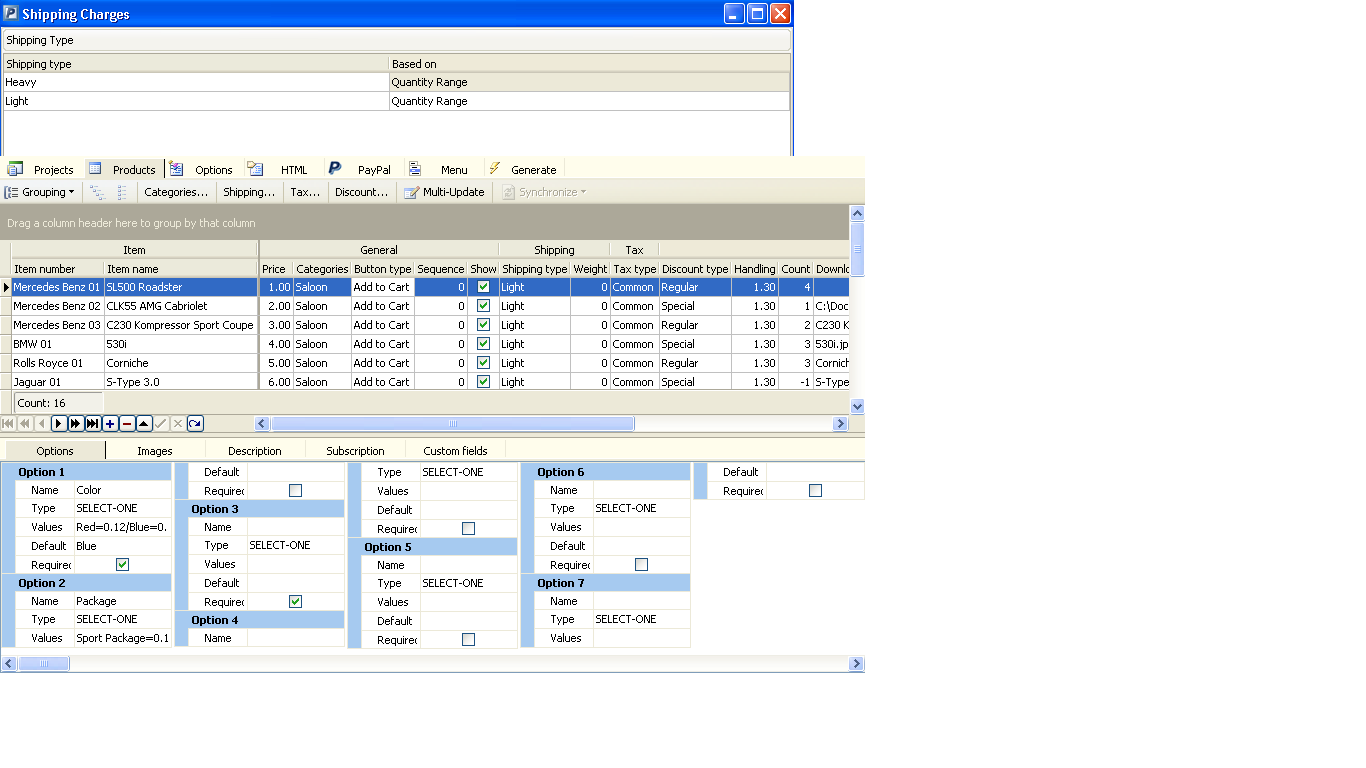 Shipping Charges
Shipping Type
Shipping type Based on
Heavy Quantity Range
Light Quantity Range
Projects Products Options HTML PayPal Menu Generate
Grouping Categories... Shipping... Tax... Discount... Multi-Update Synchronize
Drag a column header here to group by that column
Item General Shipping Tax
Item number Item name Price Categories Button type Sequence Show Shipping type Weight Tax type Discount type Handling Count Downlo
Mercedes Benz 01 SL500 Roadster 1.00 Saloon Add to Cart 0 Light 0 Common Regular 1.30 4
Mercedes Benz 02 CLK55 AMG Cabriolet 2.00 Saloon Add to Cart 0 Light 0 Common Special 1.30 1 C:\Doc
Mercedes Benz 03 C230 Kompressor Sport Coupe 3.00 Saloon Add to Cart 0 Light 0 Common Regular 1.30 2 C230 K
BMW 01 530i 4.00 Saloon Add to Cart 0 Light 0 Common Special 1.30 3 530i.jp
Rolls Royce 01 Corniche 5.00 Saloon Add to Cart 0 Light 0 Common Regular 1.30 3 Cornich
Jaguar 01 S-Type 3.0 6.00 Saloon Add to Cart 0 Light 0 Common Special 1.30 -1 S-Type
Count: 16
Options Images Description Subscription Custom fields
Option 1
Name Color
Type SELECT-ONE
Values Red=0.12/Blue=0.
Default Blue
Required
Option 2
Name Package
Type SELECT-ONE
Values Sport Package=0.1
Default
Required
Option 3
Name
Type SELECT-ONE
Values
Default
Required
Option 4
Name
Type SELECT-ONE
Values
Default
Required
Option 5
Name
Type SELECT-ONE
Values
Default
Required
Option 6
Name
Type SELECT-ONE
Values
Default
Required
Option 7
Name
Type SELECT-ONE
Values
Default
Required